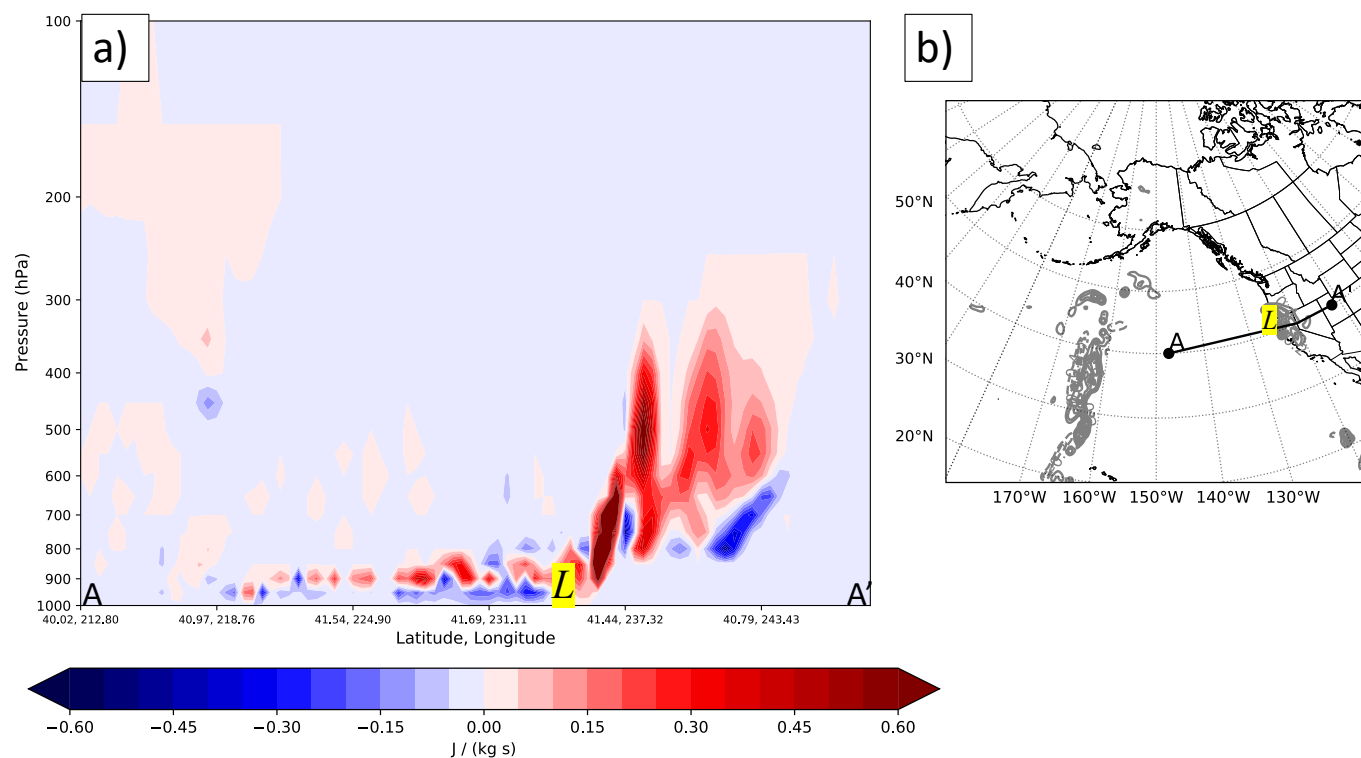 a)
100
200
300
400
500
600
700
800
900
1000
Pressure (hPa)
A
L
A’
40.02, 212.80
40.97, 218.76
41.54, 224.90
41.69, 231.11
41.44, 237.32
40.79, 243.43
Latitude, Longitude
−0.60
−0.45
−0.30
−0.15
0.00
0.15
0.30
0.45
0.60
J / (kg s)
b)
50°N
40°N
30°N
20°N
A
L
A'
170°W
160°W
150°W
140°W
130°W